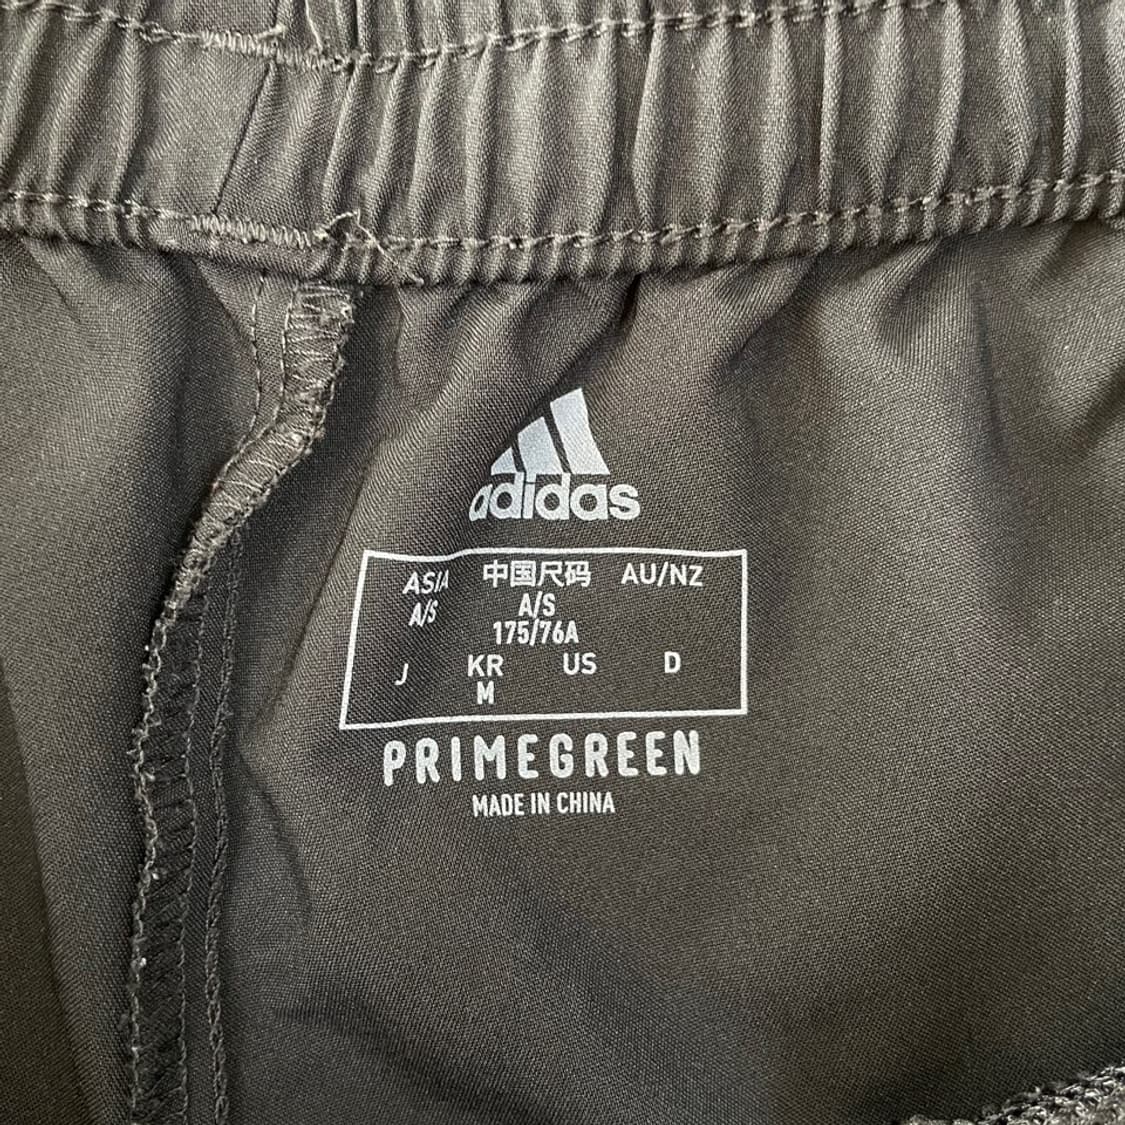 adidas
ASIA 中国尺码 AU/NZ
A/S A/S
175/76A
J KR US D
M
PRIMEGREEN
MADE IN CHINA